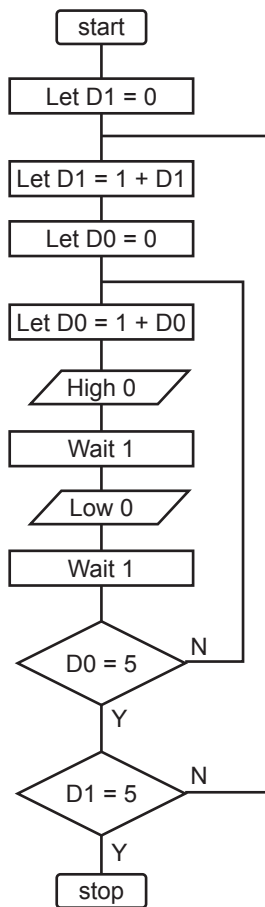 start
Let D1 = 0
Let D1 = 1 + D1
Let D0 = 0
Let D0 = 1 + D0
High 0
Wait 1
Low 0
Wait 1
D0 = 5
N
Y
D1 = 5
N
Y
stop